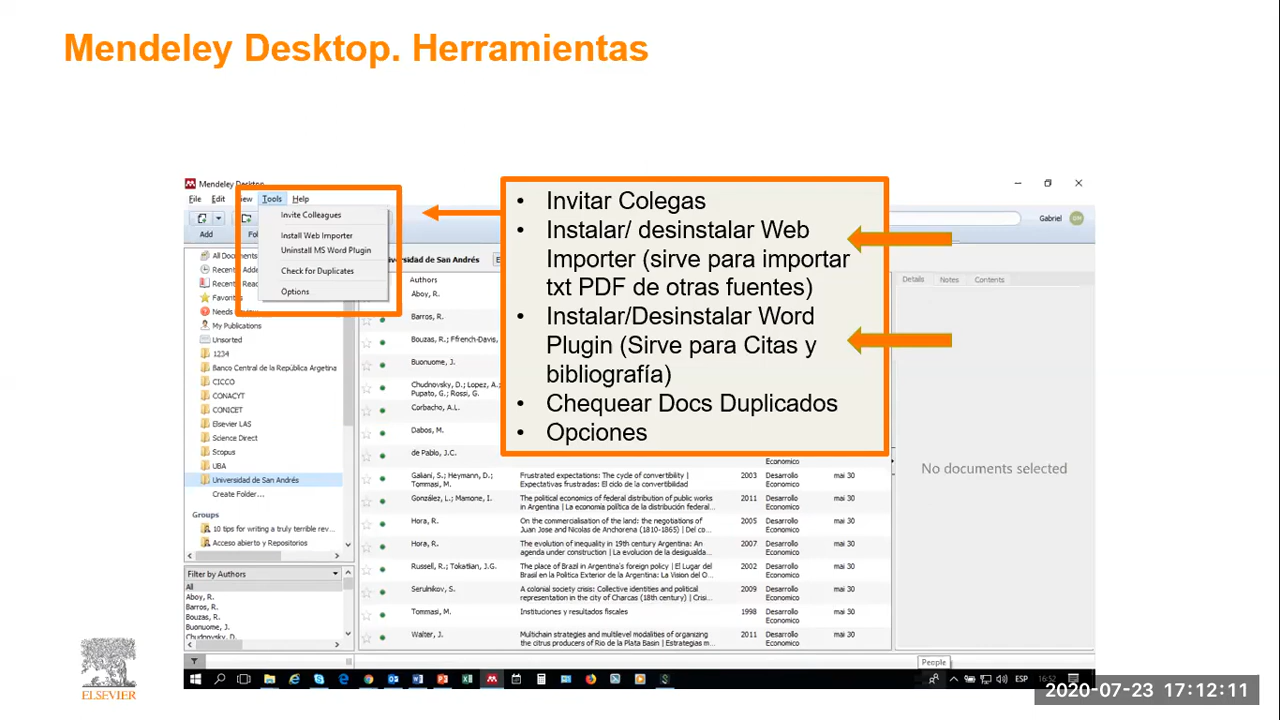 Mendeley Desktop. Herramientas
Mendeley Desktop
File Edit View Tools Help
Invite Colleagues
Install Web Importer
Uninstall MS Word Plugin
Check for Duplicates
Options
Add
• Invitar Colegas
• Instalar/ desinstalar Web
Importer (sirve para importar
txt PDF de otras fuentes)
• Instalar/Desinstalar Word
Plugin (Sirve para Citas y
bibliografía)
• Chequear Docs Duplicados
• Opciones
Gabriel
All Documents
Favorites
My Publications
Unsorted
1234
Banco Central de la República Argetina
CICCO
CONACYT
CONICET
Elsevier LAS
Science Direct
Scopus
UBA
Universidad de San Andrés
Create Folder...
Groups
10 tips for writing a truly terrible rev...
Acceso abierto y Repositorios
Filter by Authors
All
Aboy, R.
Barros, R.
Bouzas, R.
Buonuome, J.
Chudnovsky, D.
Authors
Aboy, R.
Barros, R.
Bouzas, R.; Ffrench-Davis,
Buonuome, J.
Chudnovsky, D.; Lopez, A.;
Pupato, G.; Rossi, G.
Corbacho, A.L.
Dabos, M.
de Pablo, J.C.
Economico
Galiani, S.; Heymann, D.; Frustrated expectations: The cycle of convertibility | 2003 Desarrollo mai 30
Tommasi, M. Expectativas frustradas: El ciclo de la convertibilidad Economico
González, L.; Mamone, I. The political economics of federal distribution of public works 2011 Desarrollo mai 30
in Argentina | La economía política de la distribución federal... Economico
Hora, R. On the commercialisation of the land: the negotiations of 2005 Desarrollo mai 30
Juan Jose and Nicolas de Anchorena (1810-1865) | Del co... Economico
Hora, R. The evolution of inequality in 19th century Argentina: An 2007 Desarrollo mai 30
agenda under construction | La evolucion de la desigualda... Economico
Russell, R.; Tokatlian, J.G. The place of Brazil in Argentina's foreign policy | El Lugar del 2002 Desarrollo mai 30
Brasil en la Politica Exterior de la Argentina: La Vision del O... Economico
Serulnikov, S. A colonial society crisis: Collective identities and political 2009 Desarrollo mai 30
representation in the city of Charcas (18th century) | Crisi... Economico
Tommasi, M. Instituciones y resultados fiscales 1998 Desarrollo mai 30
Economico
Walter, J. Multichain strategies and multilevel modalities of organizing 2011 Desarrollo mai 30
the citrus producers of Rio de la Plata Basin | Estrategias m... Economico
Details Notes Contents
No documents selected
People
ESP 16:52
ELSEVIER
2020-07-23 17:12:11